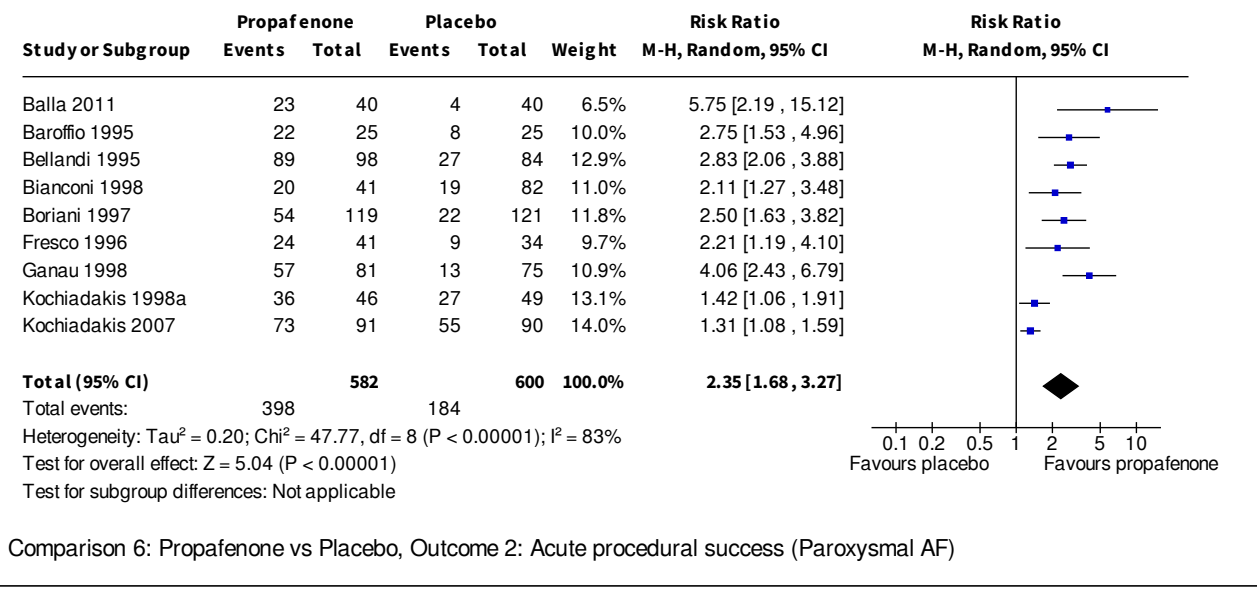 Propafenone Placebo Risk Ratio Risk Ratio
Study or Subgroup Events Total Events Total Weight M-H, Random, 95% CI M-H, Random, 95% CI
Balla 2011 23 40 4 40 6.5% 5.75 [2.19 , 15.12]
Baroffio 1995 22 25 8 25 10.0% 2.75 [1.53 , 4.96]
Bellandi 1995 89 98 27 84 12.9% 2.83 [2.06 , 3.88]
Bianconi 1998 20 41 19 82 11.0% 2.11 [1.27 , 3.48]
Boriani 1997 54 119 22 121 11.8% 2.50 [1.63 , 3.82]
Fresco 1996 24 41 9 34 9.7% 2.21 [1.19 , 4.10]
Ganau 1998 57 81 13 75 10.9% 4.06 [2.43 , 6.79]
Kochiadakis 1998a 36 46 27 49 13.1% 1.42 [1.06 , 1.91]
Kochiadakis 2007 73 91 55 90 14.0% 1.31 [1.08 , 1.59]
Total (95% CI) 582 600 100.0% 2.35 [1.68 , 3.27]
Total events: 398 184
Heterogeneity: Tau² = 0.20; Chi² = 47.77, df = 8 (P < 0.00001); I² = 83%
Test for overall effect: Z = 5.04 (P < 0.00001)
Test for subgroup differences: Not applicable
0.1 0.2 0.5 1 2 5 10
Favours placebo Favours propafenone
Comparison 6: Propafenone vs Placebo, Outcome 2: Acute procedural success (Paroxysmal AF)